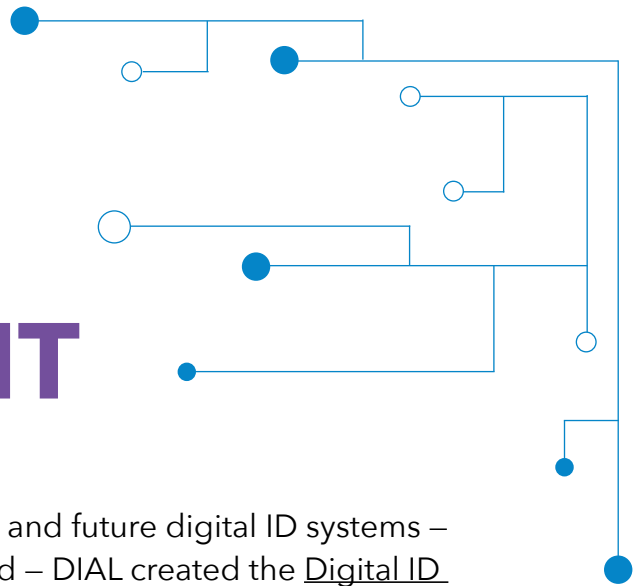 IT
and future digital ID systems –
d – DIAL created the Digital ID